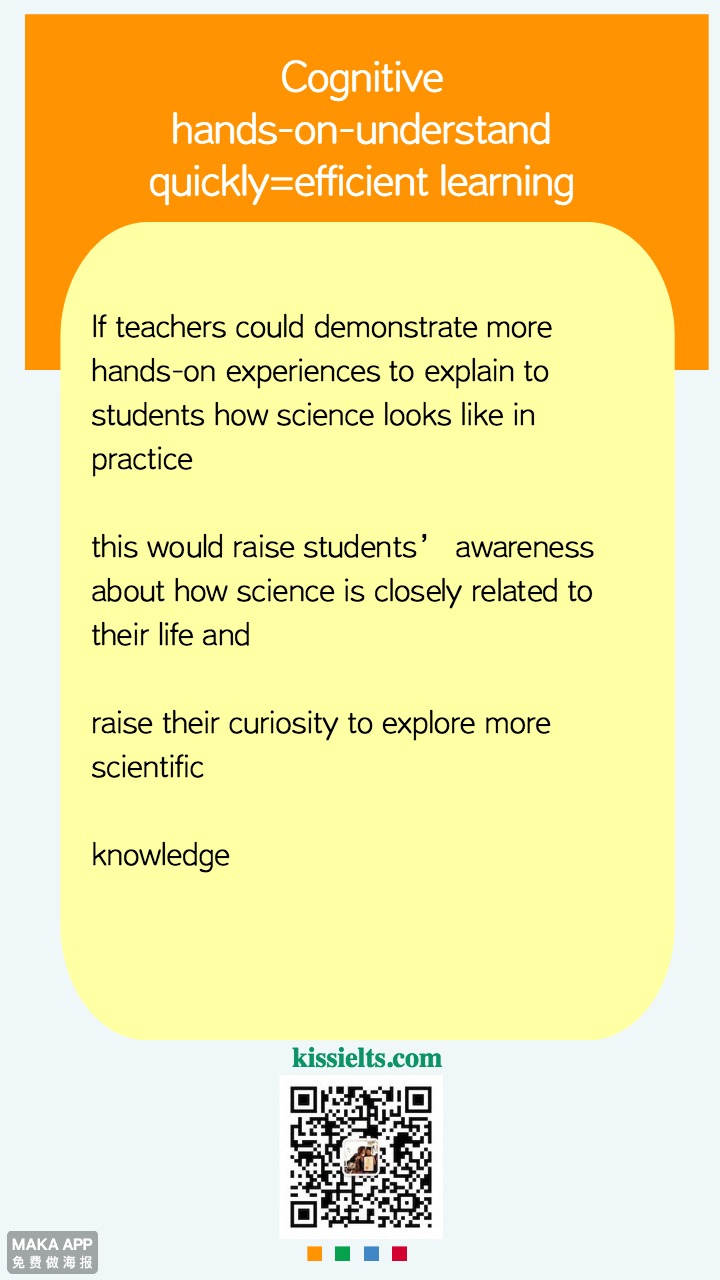 Cognitive
hands-on-understand
quickly=efficient learning
If teachers could demonstrate more
hands-on experiences to explain to
students how science looks like in
practice
this would raise students’ awareness
about how science is closely related to
their life and
raise their curiosity to explore more
scientific
knowledge
kissielts.com
MAKA APP
免费做海报